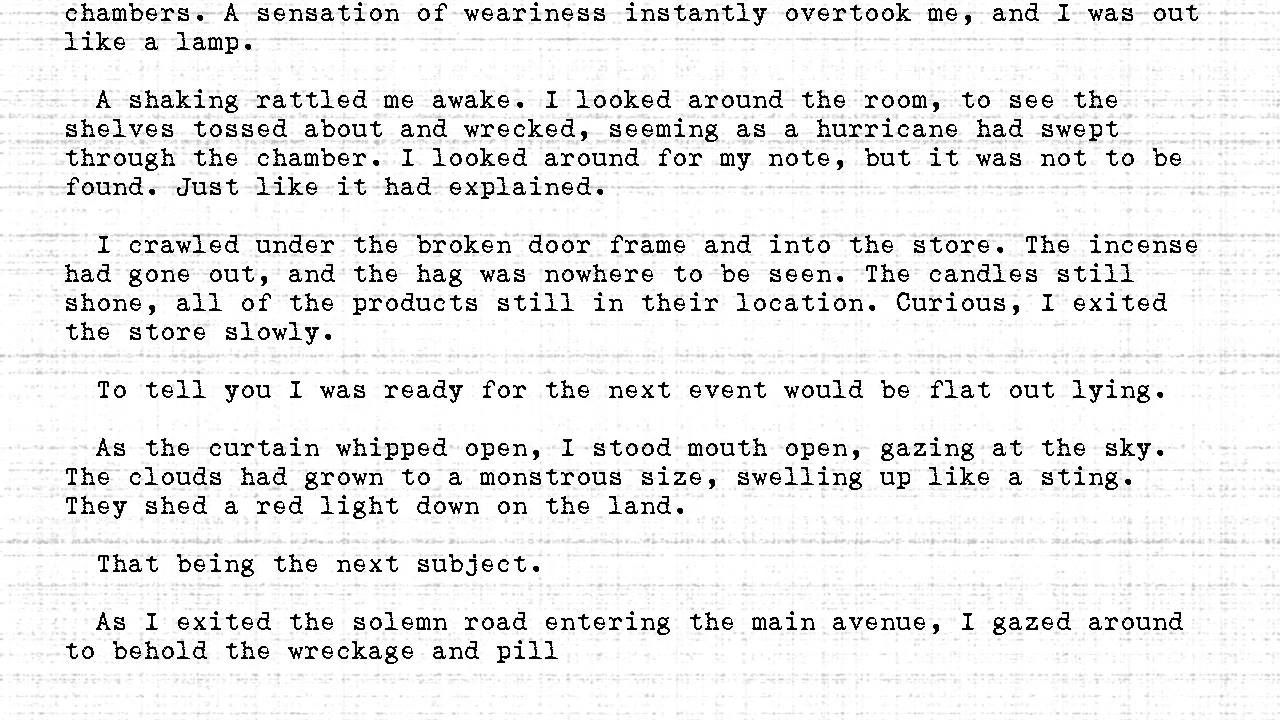 chambers. A sensation of weariness instantly overtook me, and I was out
like a lamp.
A shaking rattled me awake. I looked around the room, to see the
shelves tossed about and wrecked, seeming as a hurricane had swept
through the chamber. I looked around for my note, but it was not to be
found. Just like it had explained.
I crawled under the broken door frame and into the store. The incense
had gone out, and the hag was nowhere to be seen. The candles still
shone, all of the products still in their location. Curious, I exited
the store slowly.
To tell you I was ready for the next event would be flat out lying.
As the curtain whipped open, I stood mouth open, gazing at the sky.
The clouds had grown to a monstrous size, swelling up like a sting.
They shed a red light down on the land.
That being the next subject.
As I exited the solemn road entering the main avenue, I gazed around
to behold the wreckage and pill